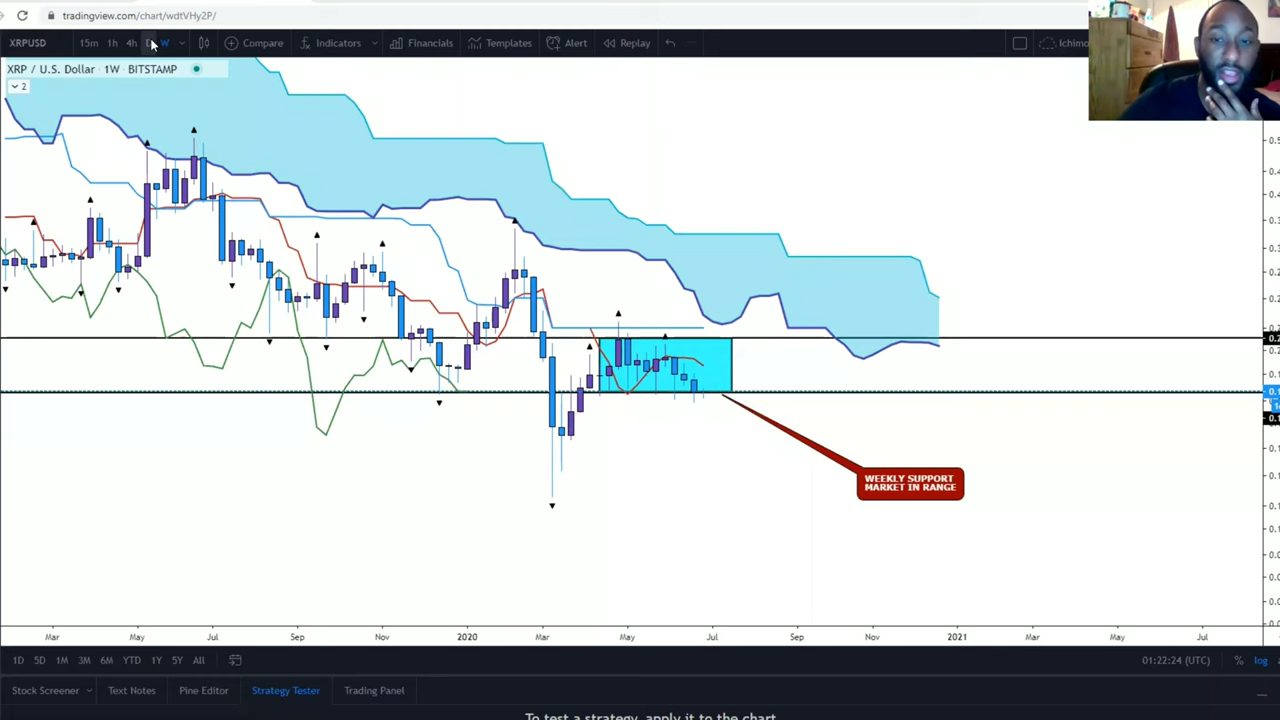 tradingview.com/chart/wdtVHy2P/
XRPUSD 15m 1h 4h D W Compare Indicators Financials Templates Alert Replay Ichimo
XRP / U.S. Dollar · 1W · BITSTAMP
2
WEEKLY SUPPORT
MARKET IN RANGE
Mar May Jul Sep Nov 2020 Mar May Jul Sep Nov 2021 Mar May Jul
1D 5D 1M 3M 6M YTD 1Y 5Y All 01:22:24 (UTC) % log
Stock Screener Text Notes Pine Editor Strategy Tester Trading Panel
To test a strategy, apply it to the chart